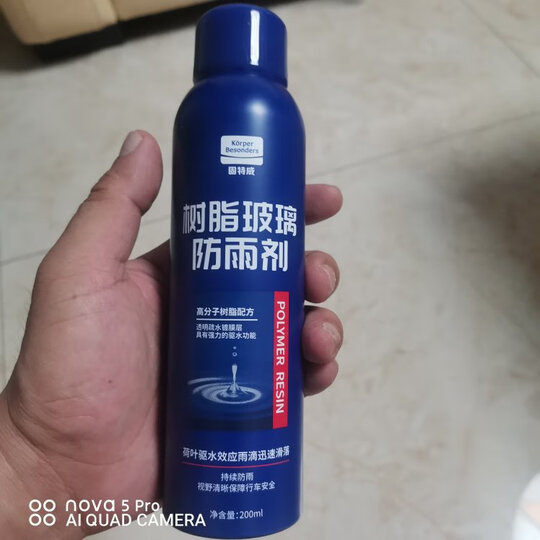 Körper
Besonders
固特威
树脂玻璃
防雨剂
高分子树脂配方
透明疏水镀膜层
具有强力的驱水功能
POLYMER RESIN
荷叶驱水效应雨滴迅速滑落
持续防雨
视野清晰保障行车安全
净含量:200ml
nova 5 Pro
AI QUAD CAMERA